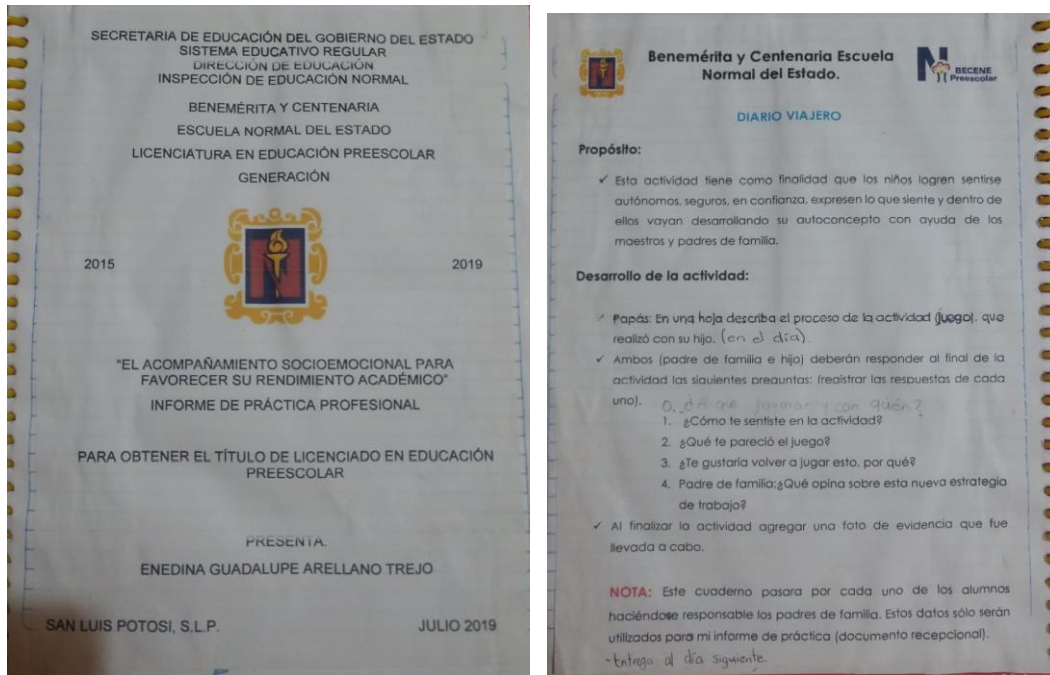 SECRETARIA DE EDUCACIÓN DEL GOBIERNO DEL ESTADO
SISTEMA EDUCATIVO REGULAR
DIRECCIÓN DE EDUCACIÓN
INSPECCIÓN DE EDUCACIÓN NORMAL
BENEMÉRITA Y CENTENARIA
ESCUELA NORMAL DEL ESTADO
LICENCIATURA EN EDUCACIÓN PREESCOLAR
GENERACIÓN
2015 2019
"EL ACOMPAÑAMIENTO SOCIOEMOCIONAL PARA
FAVORECER SU RENDIMIENTO ACADÉMICO"
INFORME DE PRÁCTICA PROFESIONAL
PARA OBTENER EL TÍTULO DE LICENCIADO EN EDUCACIÓN
PREESCOLAR
PRESENTA.
ENEDINA GUADALUPE ARELLANO TREJO
SAN LUIS POTOSI, S.L.P. JULIO 2019
Benemérita y Centenaria Escuela
Normal del Estado.
BECENE
Preescolar
DIARIO VIAJERO
Propósito:
✓ Esta actividad tiene como finalidad que los niños logren sentirse
autónomos, seguros, en confianza, expresen lo que siente y dentro de
ellos vayan desarrollando su autoconcepto con ayuda de los
maestros y padres de familia.
Desarrollo de la actividad:
✓ Papás: En una hoja describa el proceso de la actividad (juego). que
realizó con su hijo. (en el día).
✓ Ambos (padre de familia e hijo) deberán responder al final de la
actividad las siguientes preguntas: (registrar las respuestas de cada
uno).
0. que y con quién?
1. ¿Cómo te sentiste en la actividad?
2. ¿Qué te pareció el juego?
3. ¿Te gustaría volver a jugar esto, por qué?
4. Padre de familia:¿Qué opina sobre esta nueva estrategia
de trabajo?
✓ Al finalizar la actividad agregar una foto de evidencia que fue
llevada a cabo.
NOTA: Este cuaderno pasara por cada uno de los alumnos
haciéndose responsable los padres de familia. Estos datos sólo serán
utilizados para mi informe de práctica (documento recepcional).
-Entrega al día siguiente.